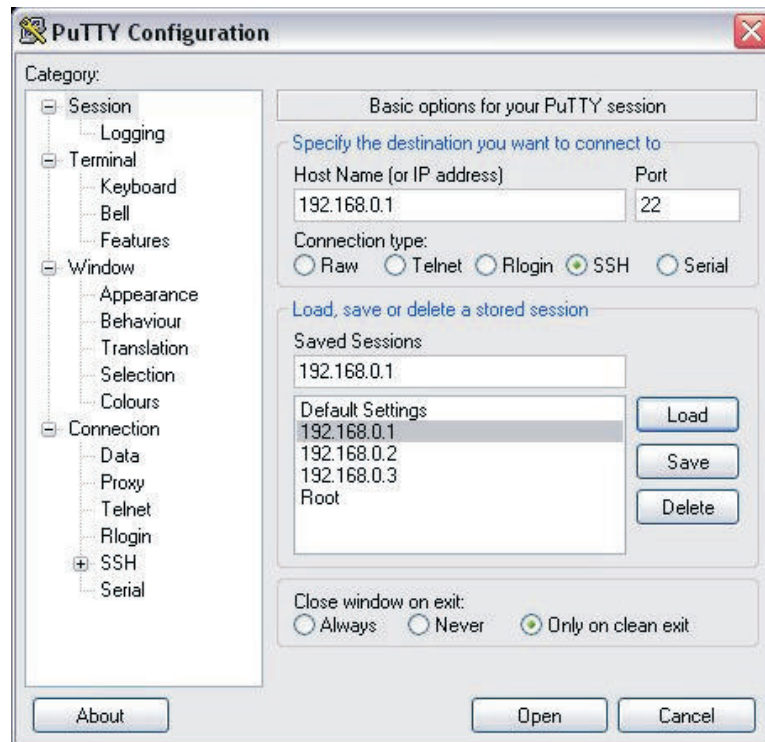 PuTTY Configuration
Category:
Session
Logging
Terminal
Keyboard
Bell
Features
Window
Appearance
Behaviour
Translation
Selection
Colours
Connection
Data
Proxy
Telnet
Rlogin
SSH
Serial
Basic options for your PuTTY session
Specify the destination you want to connect to
Host Name (or IP address) Port
192.168.0.1 22
Connection type:
Raw Telnet Rlogin SSH Serial
Load, save or delete a stored session
Saved Sessions
192.168.0.1
Default Settings
192.168.0.1
192.168.0.2
192.168.0.3
Root
Load
Save
Delete
Close window on exit:
Always Never Only on clean exit
About Open Cancel